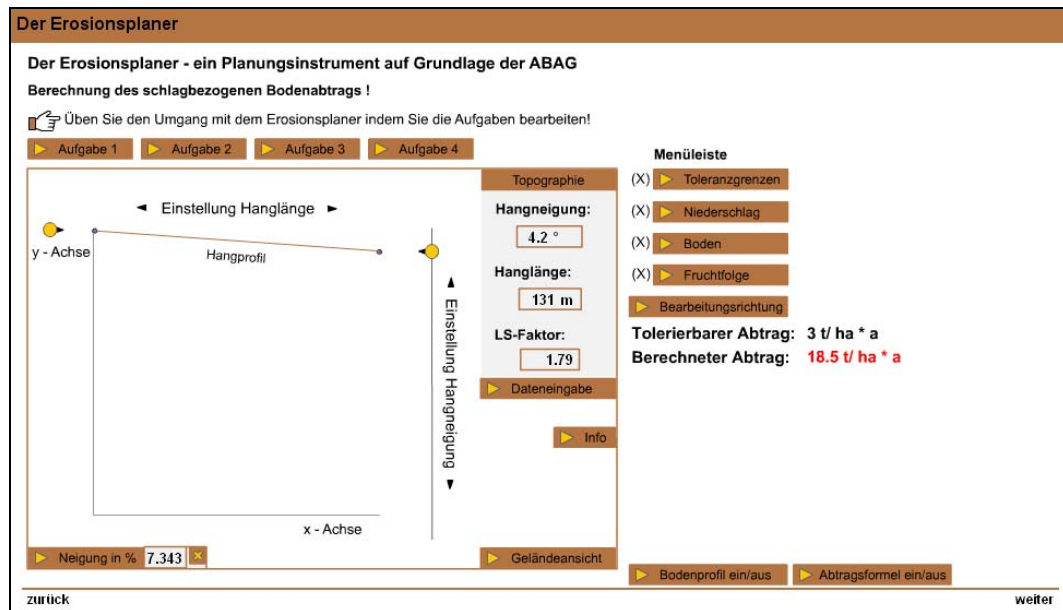 Der Erosionsplaner
Der Erosionsplaner - ein Planungsinstrument auf Grundlage der ABAG
Berechnung des schlagbezogenen Bodenabtrags !
Üben Sie den Umgang mit dem Erosionsplaner indem Sie die Aufgaben bearbeiten!
Aufgabe 1 Aufgabe 2 Aufgabe 3 Aufgabe 4
Einstellung Hanglänge
y - Achse
Hangprofil
Einstellung Hangneigung
x - Achse
Neigung in % 7.343
Topographie
Hangneigung:
4.2 °
Hanglänge:
131 m
LS-Faktor:
1.79
Dateneingabe
Info
Geländeansicht
Menüleiste
(X) Toleranzgrenzen
(X) Niederschlag
(X) Boden
(X) Fruchtfolge
Bearbeitungsrichtung
Tolerierbarer Abtrag: 3 t/ ha * a
Berechneter Abtrag: 18.5 t/ ha * a
Bodenprofil ein/aus Abtragsformel ein/aus
zurück weiter